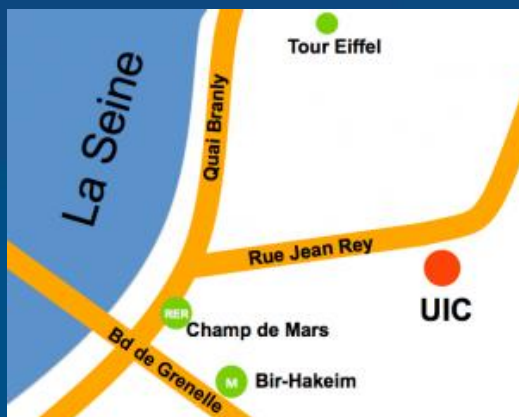 Tour Eiffel
La Seine
Quai Branly
Rue Jean Rey
UIC
RER
Champ de Mars
Bd de Grenelle
M
Bir-Hakeim